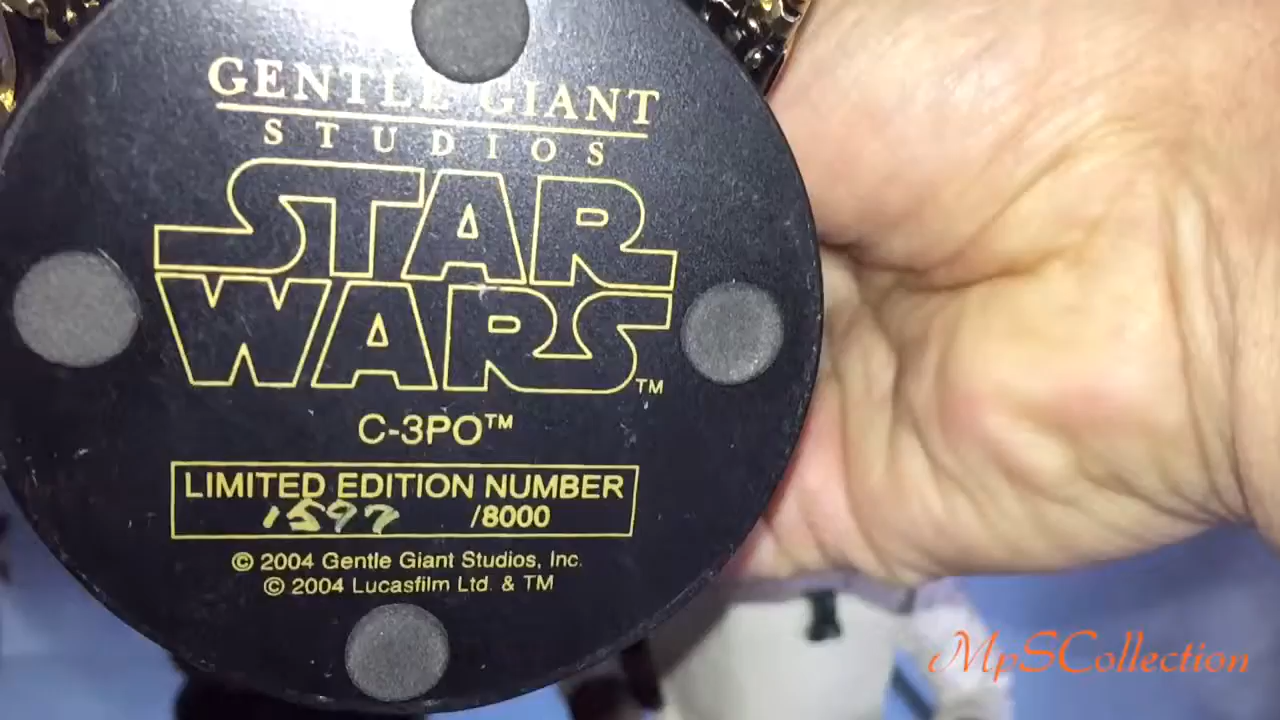 GENTLE GIANT
STUDIOS
STAR
WARS™
C-3PO™
LIMITED EDITION NUMBER
1597 /8000
© 2004 Gentle Giant Studios, Inc.
© 2004 Lucasfilm Ltd. & TM
MpSCollection